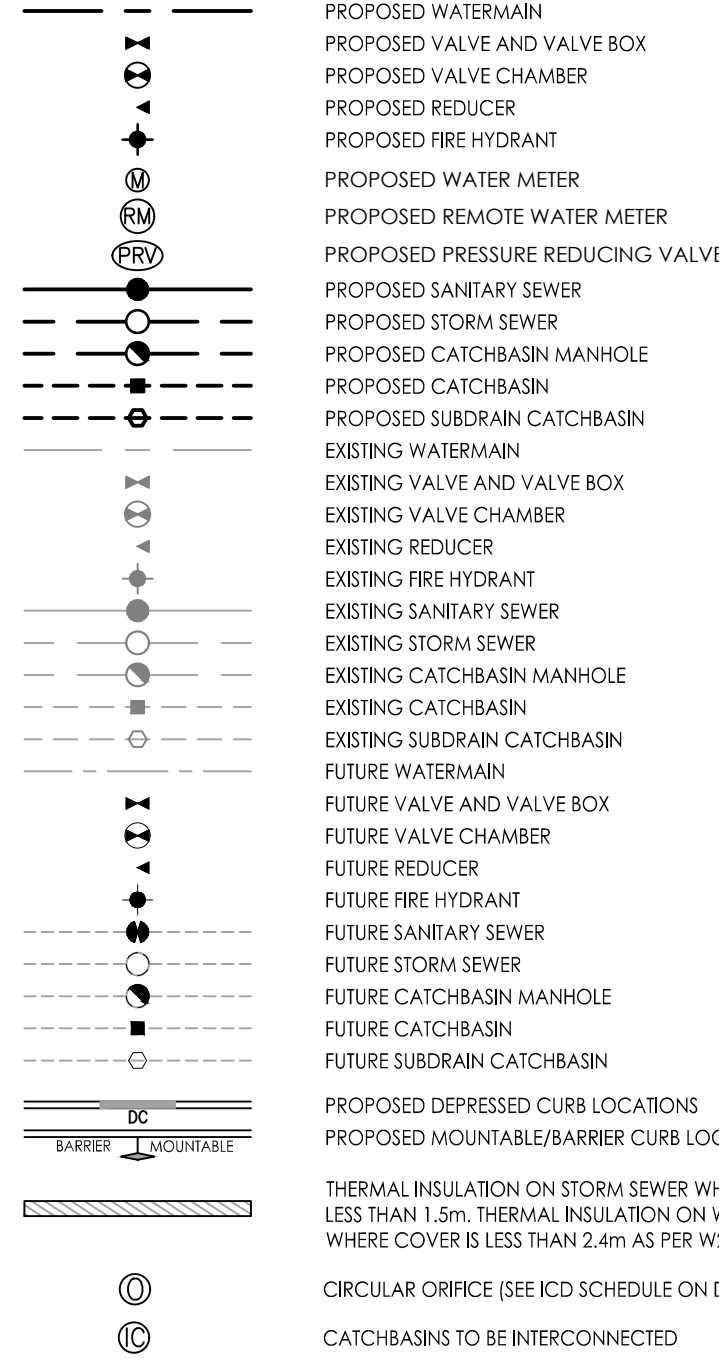 PROPOSED WATERMAIN
PROPOSED VALVE AND VALVE BOX
PROPOSED VALVE CHAMBER
PROPOSED REDUCER
PROPOSED FIRE HYDRANT
M PROPOSED WATER METER
RM PROPOSED REMOTE WATER METER
PRV PROPOSED PRESSURE REDUCING VALVE
PROPOSED SANITARY SEWER
PROPOSED STORM SEWER
PROPOSED CATCHBASIN MANHOLE
PROPOSED CATCHBASIN
PROPOSED SUBDRAIN CATCHBASIN
EXISTING WATERMAIN
EXISTING VALVE AND VALVE BOX
EXISTING VALVE CHAMBER
EXISTING REDUCER
EXISTING FIRE HYDRANT
EXISTING SANITARY SEWER
EXISTING STORM SEWER
EXISTING CATCHBASIN MANHOLE
EXISTING CATCHBASIN
EXISTING SUBDRAIN CATCHBASIN
FUTURE WATERMAIN
FUTURE VALVE AND VALVE BOX
FUTURE VALVE CHAMBER
FUTURE REDUCER
FUTURE FIRE HYDRANT
FUTURE SANITARY SEWER
FUTURE STORM SEWER
FUTURE CATCHBASIN MANHOLE
FUTURE CATCHBASIN
FUTURE SUBDRAIN CATCHBASIN
DC PROPOSED DEPRESSED CURB LOCATIONS
BARRIER MOUNTABLE PROPOSED MOUNTABLE/BARRIER CURB
THERMAL INSULATION ON STORM SEWER
LESS THAN 1.5m. THERMAL INSULATION ON
WHERE COVER IS LESS THAN 2.4m AS PER
O CIRCULAR ORIFICE (SEE ICD SCHEDULE ON
IC CATCHBASINS TO BE INTERCONNECTED